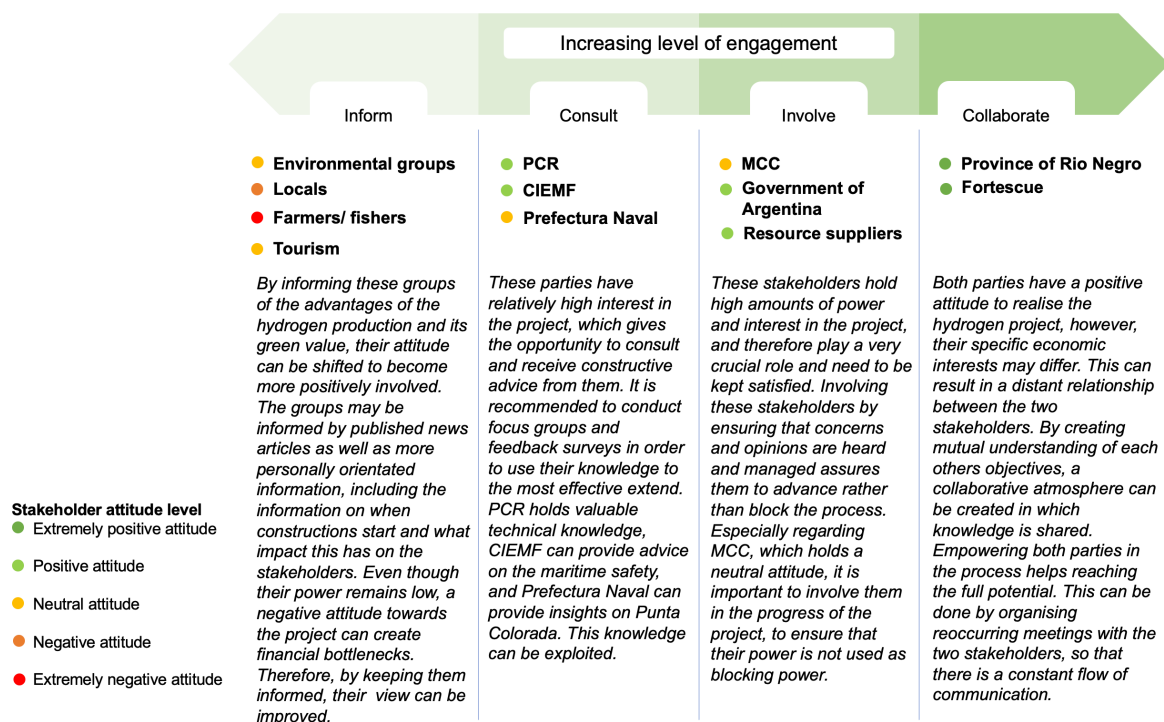 Increasing level of engagement
Inform
Consult
Involve
Collaborate
Environmental groups
Locals
Farmers/ fishers
Tourism
By informing these groups
of the advantages of the
hydrogen production and its
green value, their attitude
can be shifted to become
more positively involved.
The groups may be
informed by published news
articles as well as more
personally orientated
information, including the
information on when
constructions start and what
impact this has on the
stakeholders. Even though
their power remains low, a
negative attitude towards
the project can create
financial bottlenecks.
Therefore, by keeping them
informed, their view can be
improved.
PCR
CIEMF
Prefectura Naval
These parties have
relatively high interest in
the project, which gives
the opportunity to consult
and receive constructive
advice from them. It is
recommended to conduct
focus groups and
feedback surveys in order
to use their knowledge to
the most effective extend.
PCR holds valuable
technical knowledge,
CIEMF can provide advice
on the maritime safety,
and Prefectura Naval can
provide insights on Punta
Colorada. This knowledge
can be exploited.
MCC
Government of
Argentina
Resource suppliers
These stakeholders hold
high amounts of power
and interest in the project,
and therefore play a very
crucial role and need to be
kept satisfied. Involving
these stakeholders by
ensuring that concerns
and opinions are heard
and managed assures
them to advance rather
than block the process.
Especially regarding
MCC, which holds a
neutral attitude, it is
important to involve them
in the progress of the
project, to ensure that
their power is not used as
blocking power.
Province of Rio Negro
Fortescue
Both parties have a positive
attitude to realise the
hydrogen project, however,
their specific economic
interests may differ. This can
result in a distant relationship
between the two
stakeholders. By creating
mutual understanding of each
others objectives, a
collaborative atmosphere can
be created in which
knowledge is shared.
Empowering both parties in
the process helps reaching
the full potential. This can be
done by organising
reoccurring meetings with the
two stakeholders, so that
there is a constant flow of
communication.
Stakeholder attitude level
Extremely positive attitude
Positive attitude
Neutral attitude
Negative attitude
Extremely negative attitude